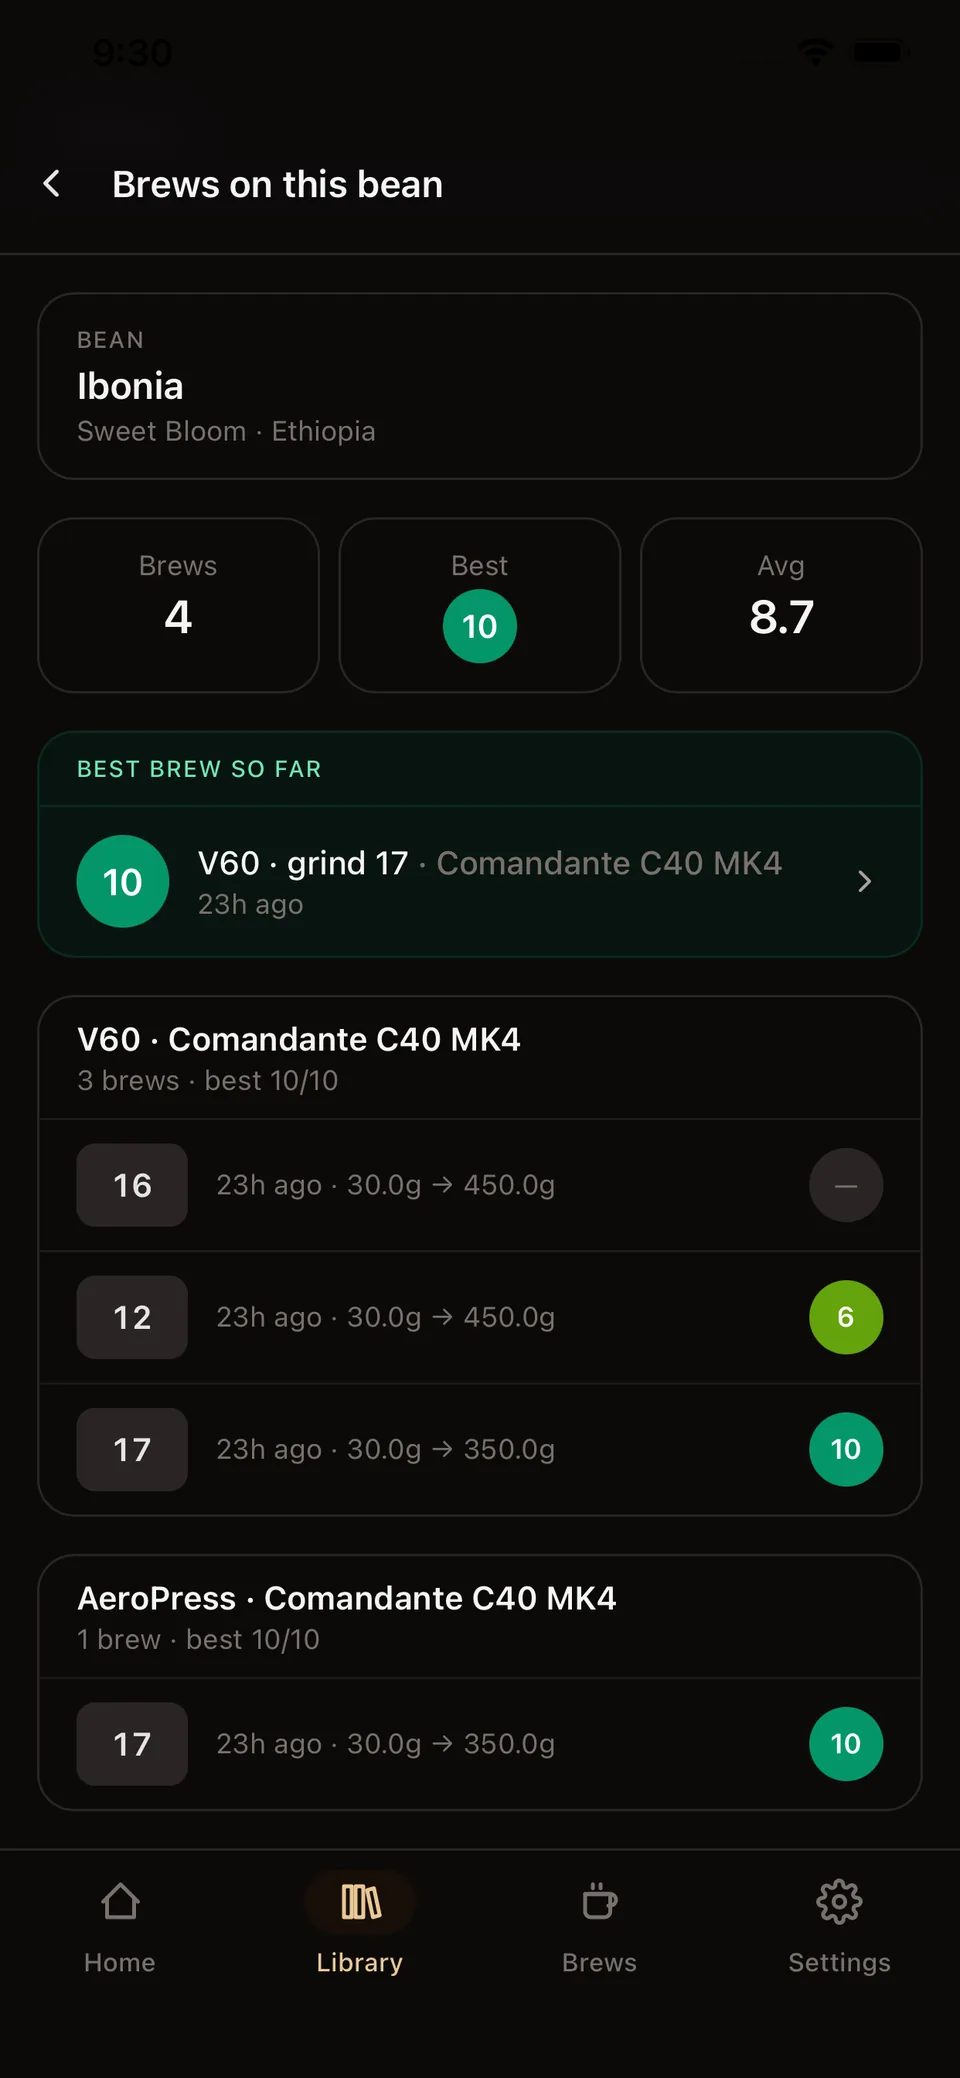 9:30
Brews on this bean
BEAN
Ibonia
Sweet Bloom · Ethiopia
Brews
4
Best
10
Avg
8.7
BEST BREW SO FAR
10
V60 · grind 17 · Comandante C40 MK4
23h ago
V60 · Comandante C40 MK4
3 brews · best 10/10
16 23h ago · 30.0g → 450.0g —
12 23h ago · 30.0g → 450.0g 6
17 23h ago · 30.0g → 350.0g 10
AeroPress · Comandante C40 MK4
1 brew · best 10/10
17 23h ago · 30.0g → 350.0g 10
Home Library Brews Settings